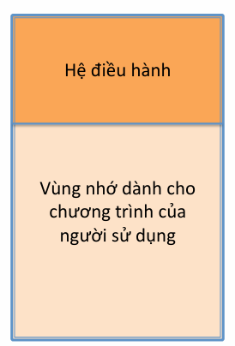 Hệ điều hành
Vùng nhớ dành cho
chương trình của
người sử dụng